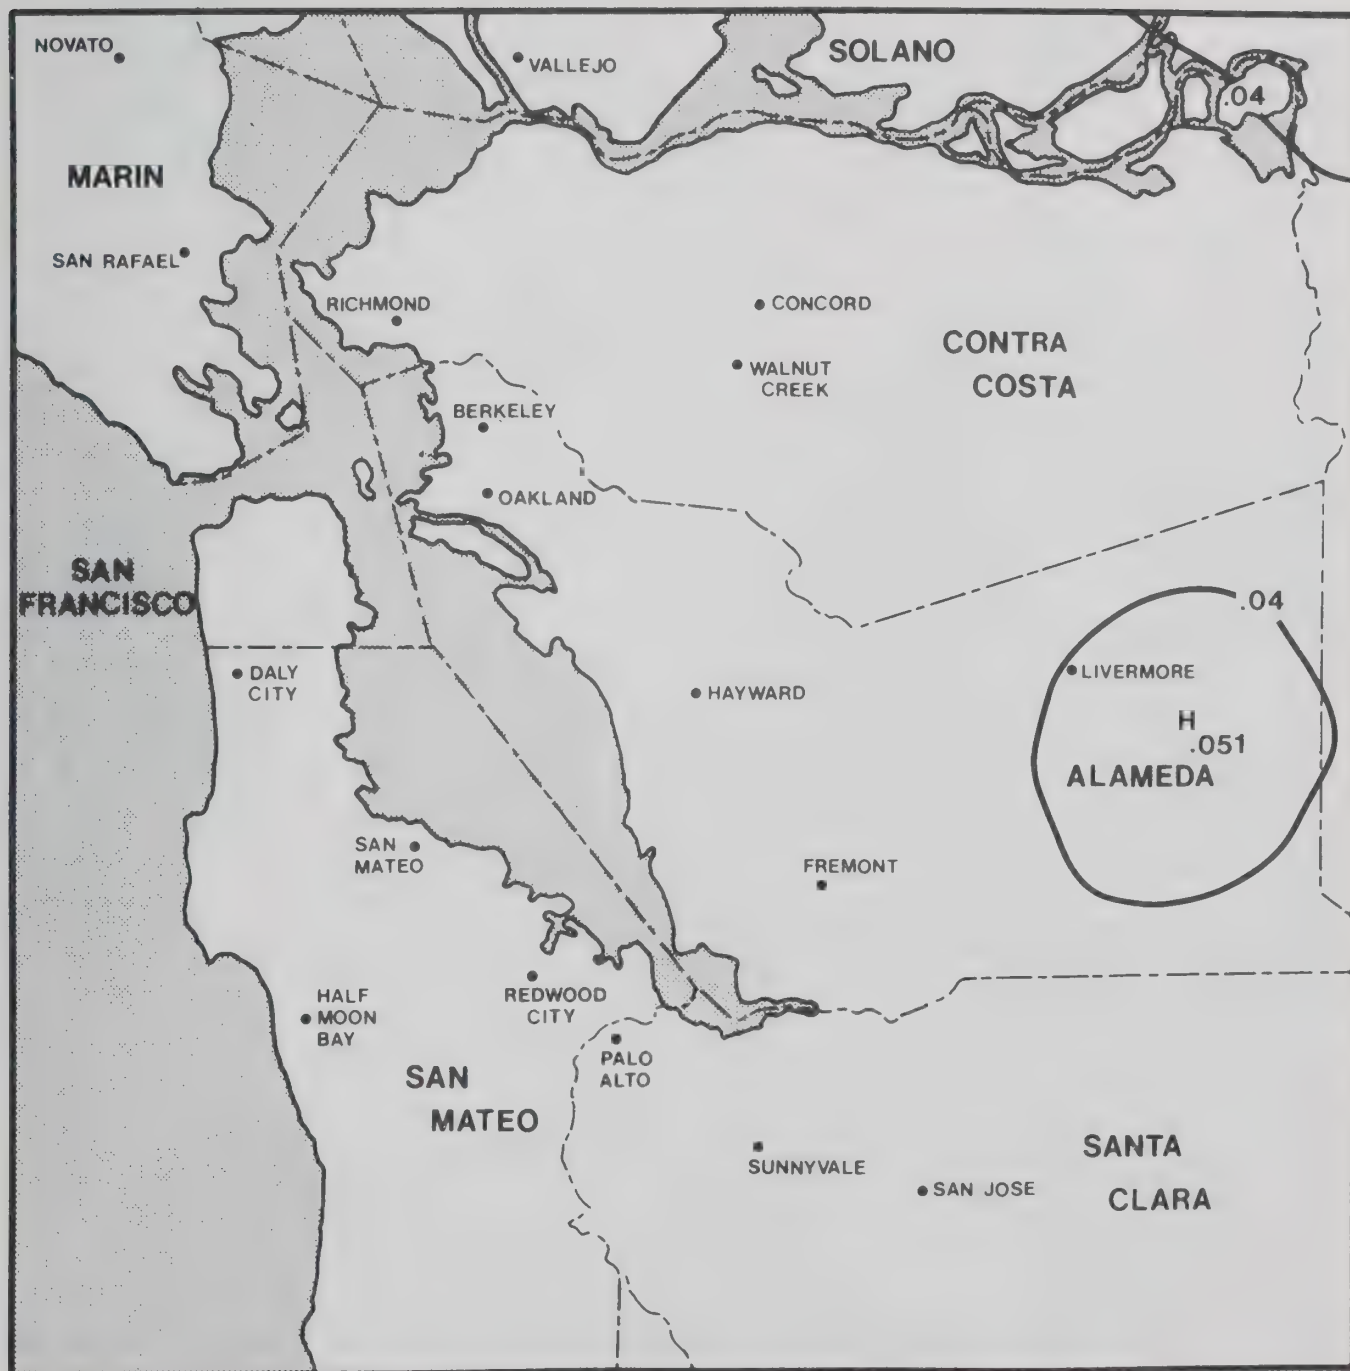 NOVATO
VALLEJO
SOLANO
.04
MARIN
SAN RAFAEL
RICHMOND
CONCORD
CONTRA
COSTA
WALNUT
CREEK
BERKELEY
OAKLAND
SAN
FRANCISCO
.04
DALY
CITY
HAYWARD
LIVERMORE
H
.051
ALAMEDA
SAN
MATEO
FREMONT
HALF
MOON
BAY
REDWOOD
CITY
PALO
ALTO
SAN
MATEO
SUNNYVALE
SAN JOSE
SANTA
CLARA